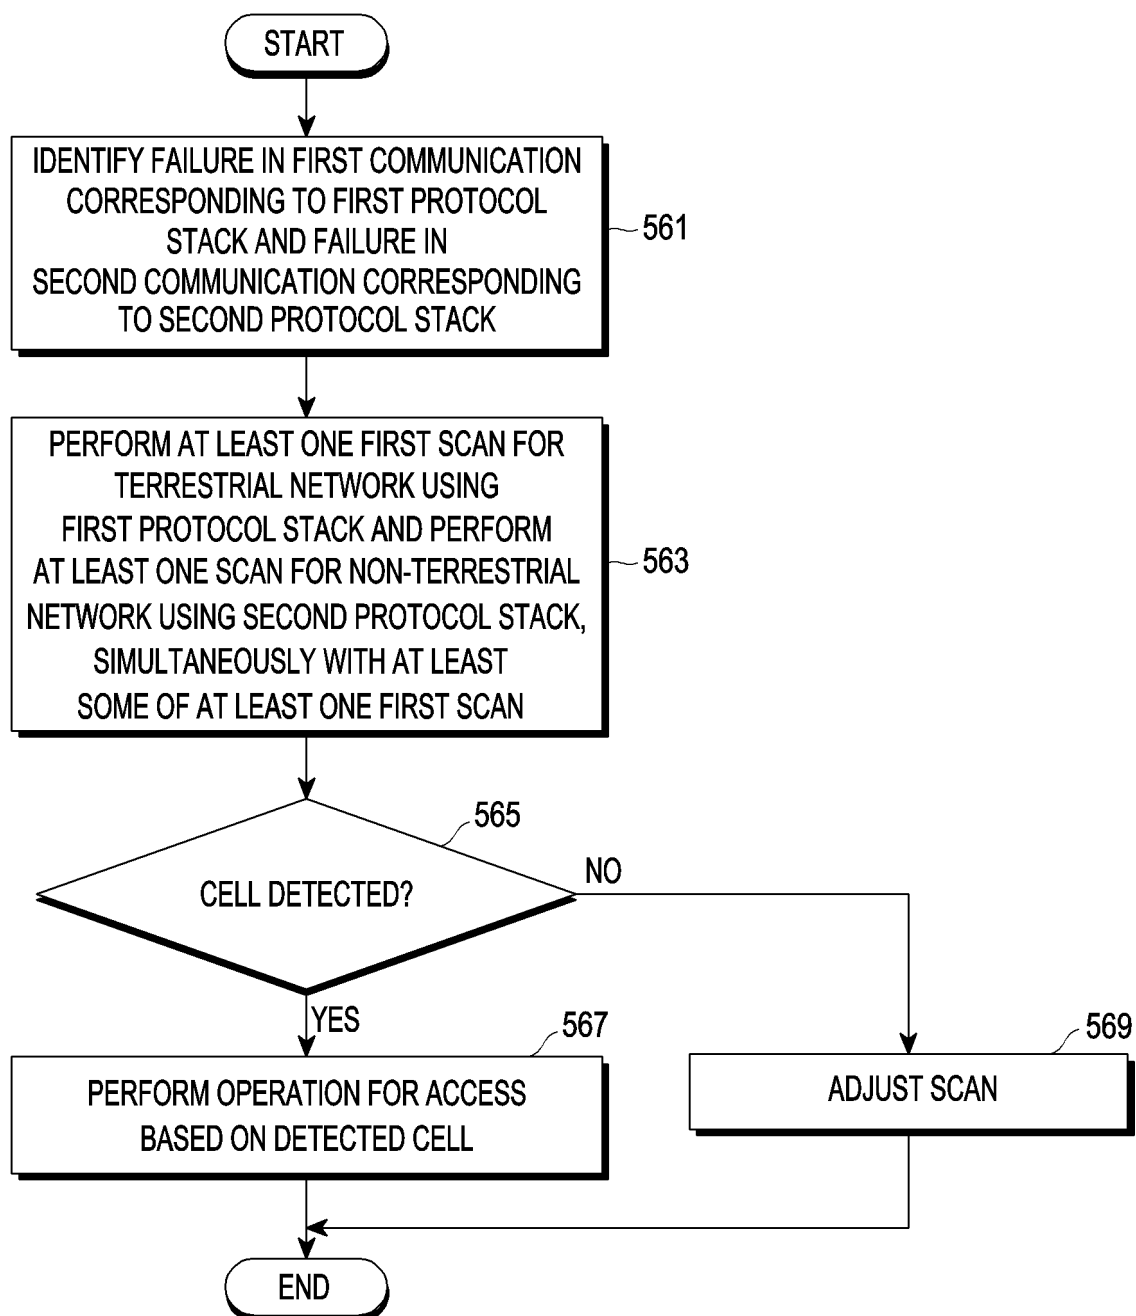 START
IDENTIFY FAILURE IN FIRST COMMUNICATION
CORRESPONDING TO FIRST PROTOCOL
STACK AND FAILURE IN
SECOND COMMUNICATION CORRESPONDING
TO SECOND PROTOCOL STACK
561
PERFORM AT LEAST ONE FIRST SCAN FOR
TERRESTRIAL NETWORK USING
FIRST PROTOCOL STACK AND PERFORM
AT LEAST ONE SCAN FOR NON-TERRESTRIAL
NETWORK USING SECOND PROTOCOL STACK,
SIMULTANEOUSLY WITH AT LEAST
SOME OF AT LEAST ONE FIRST SCAN
563
565
CELL DETECTED?
NO
YES
567
PERFORM OPERATION FOR ACCESS
BASED ON DETECTED CELL
569
ADJUST SCAN
END